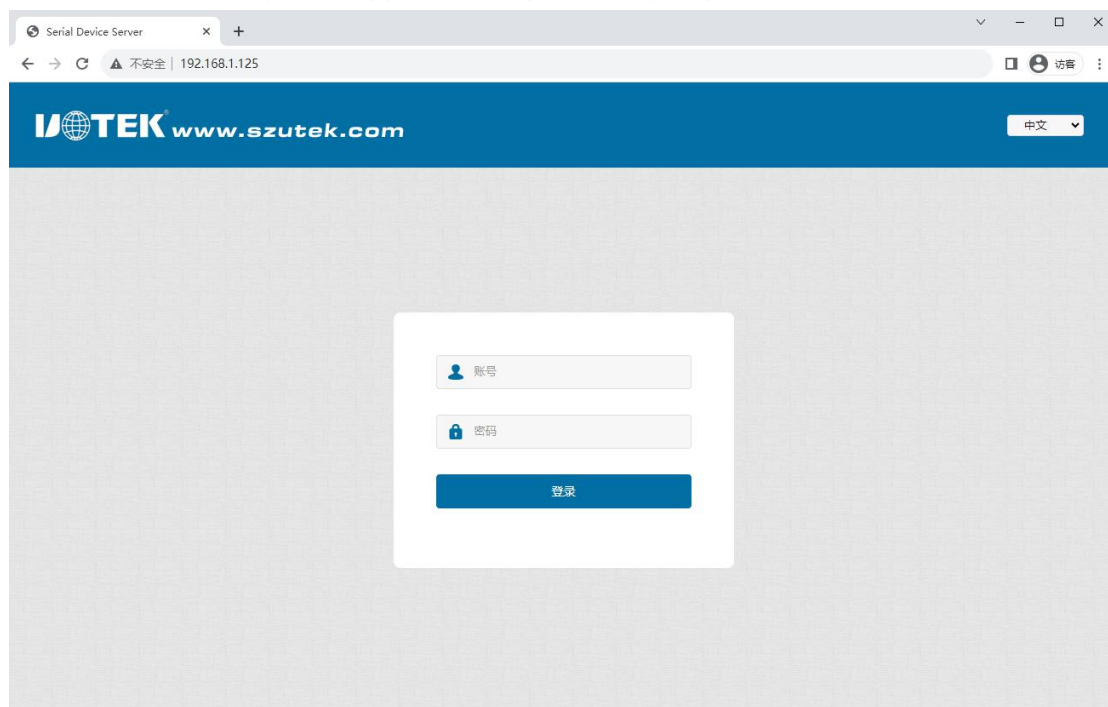 Serial Device Server
不安全 192.168.1.125
访客
UTEK® www.szutek.com
中文
账号
密码
登录